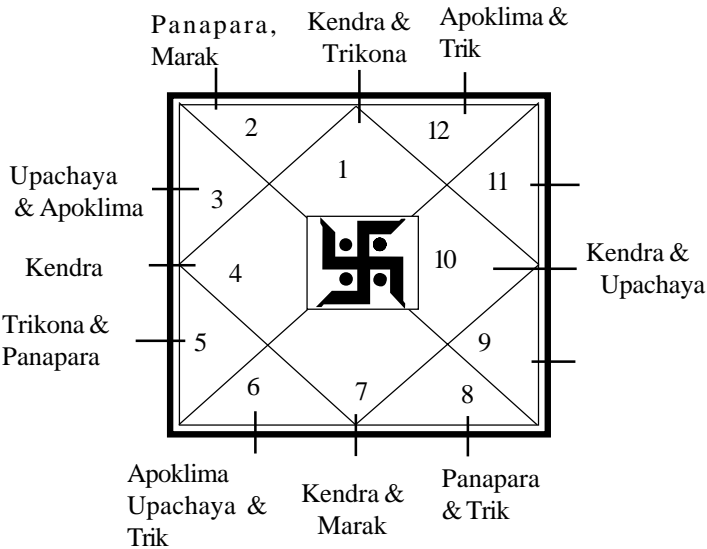 Panapara,
Marak
Kendra &
Trikona
Apoklima &
Trik
2
12
1
11
Upachaya
& Apoklima
3
Kendra
4
10
Kendra &
Upachaya
Trikona &
Panapara
5
9
6
7
8
Apoklima
Upachaya &
Trik
Kendra &
Marak
Panapara
& Trik